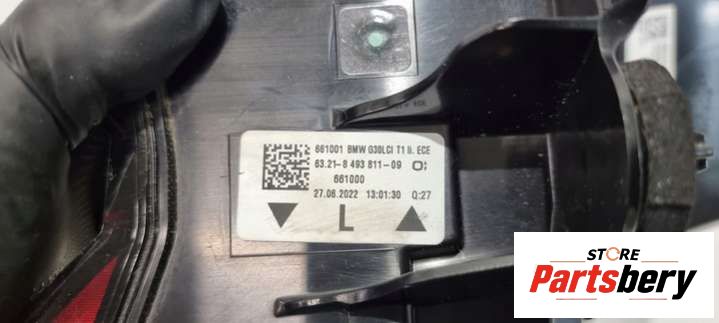 661001 BMW G30LCI T1 li. ECE
63.21-8 493 811-09
661000
27.06.2022 13:01:30 Q:27
L
STORE
Partsbery